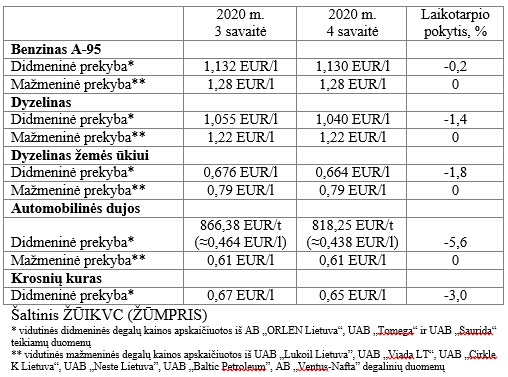 2020 m. 3 savaitė 2020 m. 4 savaitė Laikotarpio pokytis, %
Benzinas A-95
Didmeninė prekyba* 1,132 EUR/l 1,130 EUR/l -0,2
Mažmeninė prekyba** 1,28 EUR/l 1,28 EUR/l 0
Dyzelinas
Didmeninė prekyba* 1,055 EUR/l 1,040 EUR/l -1,4
Mažmeninė prekyba** 1,22 EUR/l 1,22 EUR/l 0
Dyzelinas žemės ūkiui
Didmeninė prekyba* 0,676 EUR/l 0,664 EUR/l -1,8
Mažmeninė prekyba** 0,79 EUR/l 0,79 EUR/l 0
Automobilinės dujos
866,38 EUR/t 818,25 EUR/t
Didmeninė prekyba* (≈0,464 EUR/l) (≈0,438 EUR/l) -5,6
Mažmeninė prekyba** 0,61 EUR/l 0,61 EUR/l 0
Krosnių kuras
Didmeninė prekyba* 0,67 EUR/l 0,65 EUR/l -3,0
Šaltinis ŽŪIKVC (ŽŪMPRIS)
* vidutinės didmeninės degalų kainos apskaičiuotos iš AB „ORLEN Lietuva“, UAB „Tomega“ ir UAB „Saurida“
teikiamų duomenų
** vidutinės mažmeninės degalų kainos apskaičiuotos iš UAB „Lukoil Lietuva“, UAB „Viada LT“, UAB „Cirkle
K Lietuva“, UAB „Neste Lietuva”, UAB „Baltic Petroleum”, AB „Ventus-Nafta” degalinių duomenų